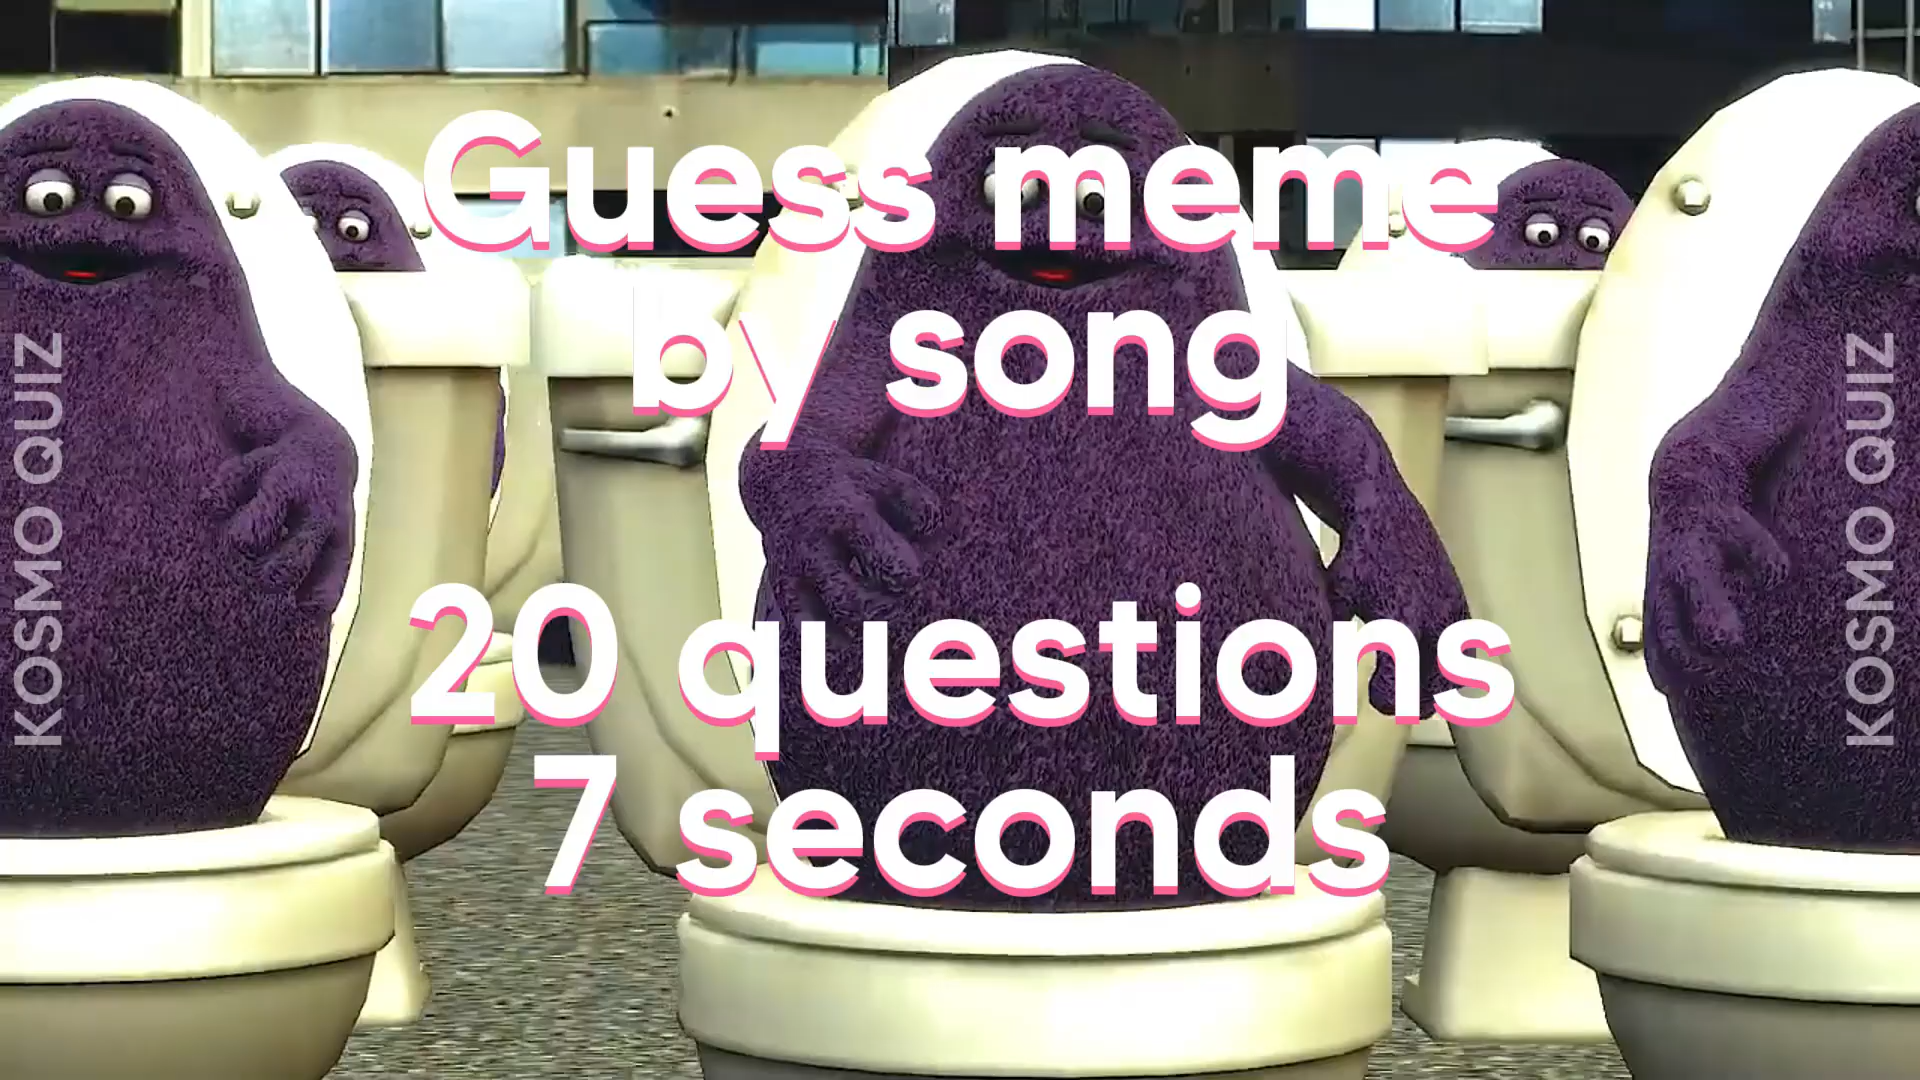 Guess meme
by song
20 questions
7 seconds
KOSMO QUIZ
KOSMO QUIZ